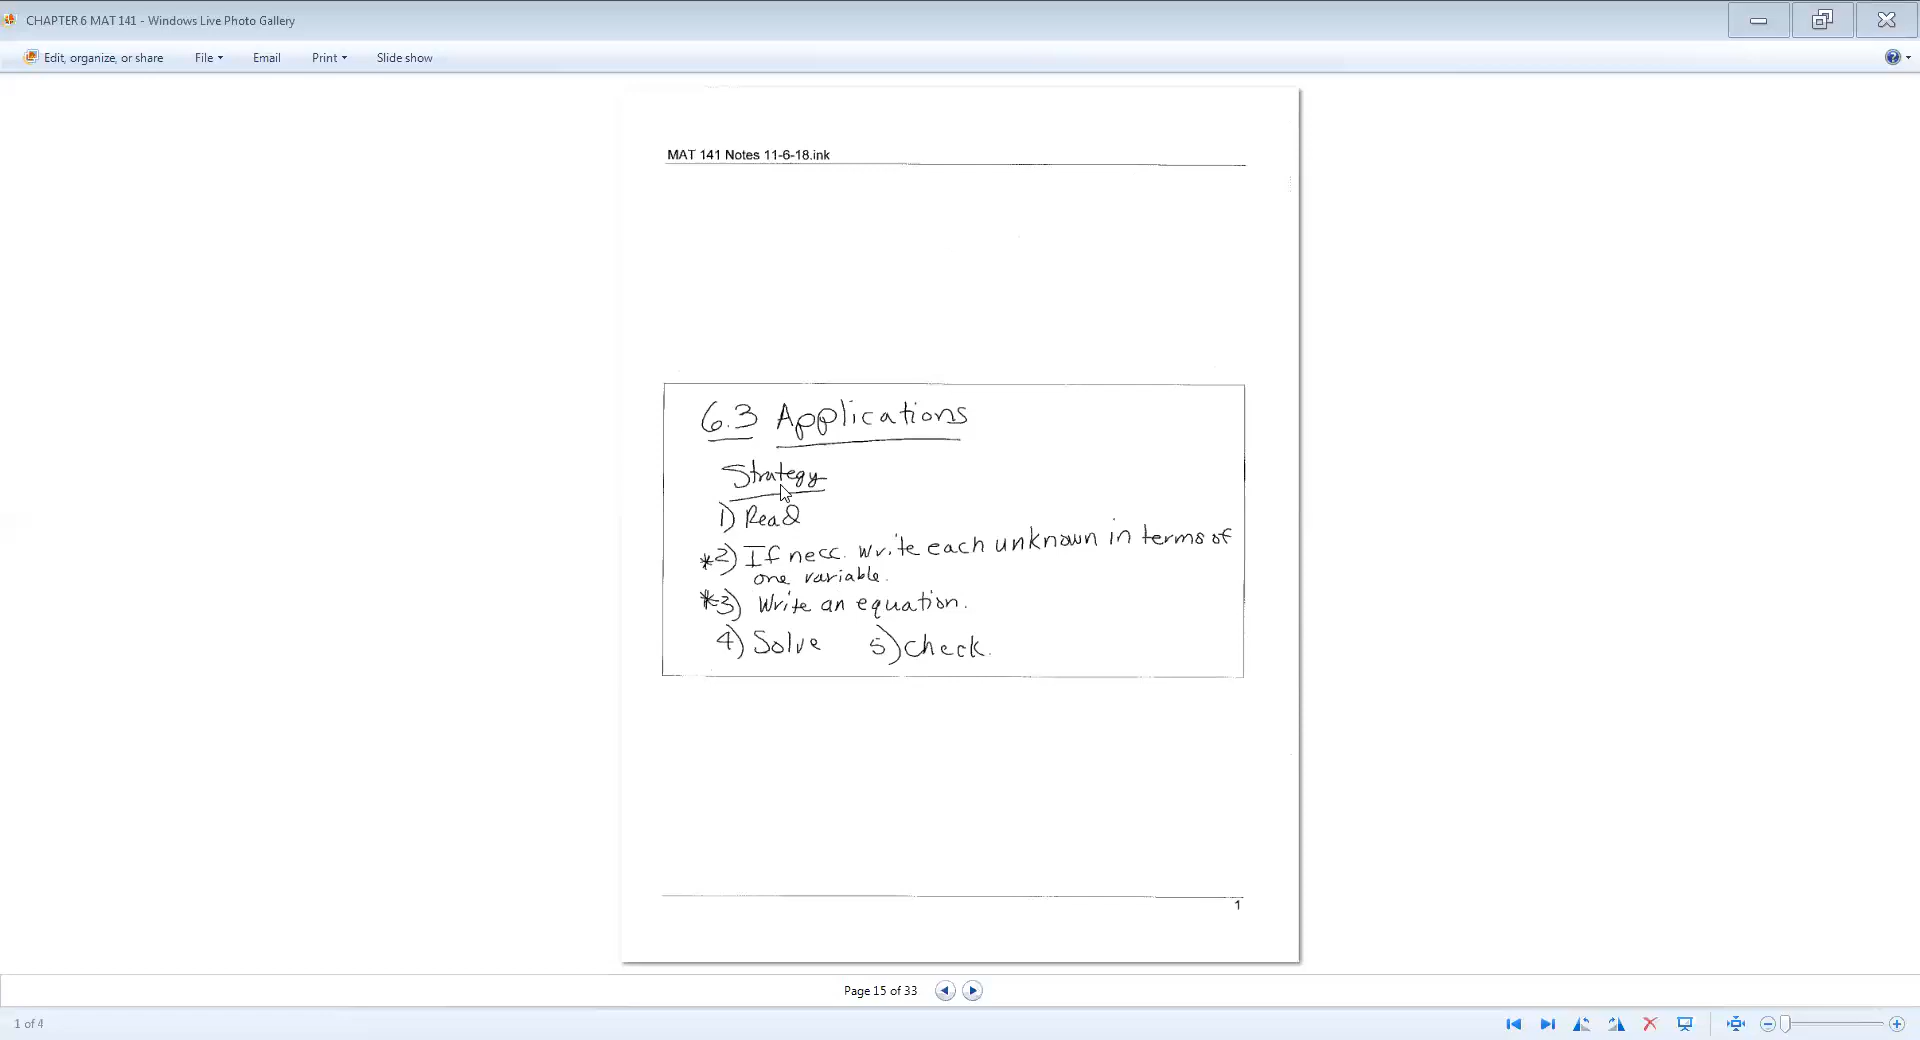 CHAPTER 6 MAT 141 - Windows Live Photo Gallery
Edit, organize, or share File Print Email Slide show
MAT 141 Notes 11-6-18.ink
6.3 Applications
Strategy
1) Read
*2) If necc. write each unknown in terms of
one variable.
*3) Write an equation.
4) Solve 5) Check.
1
Page 15 of 33
1 of 4